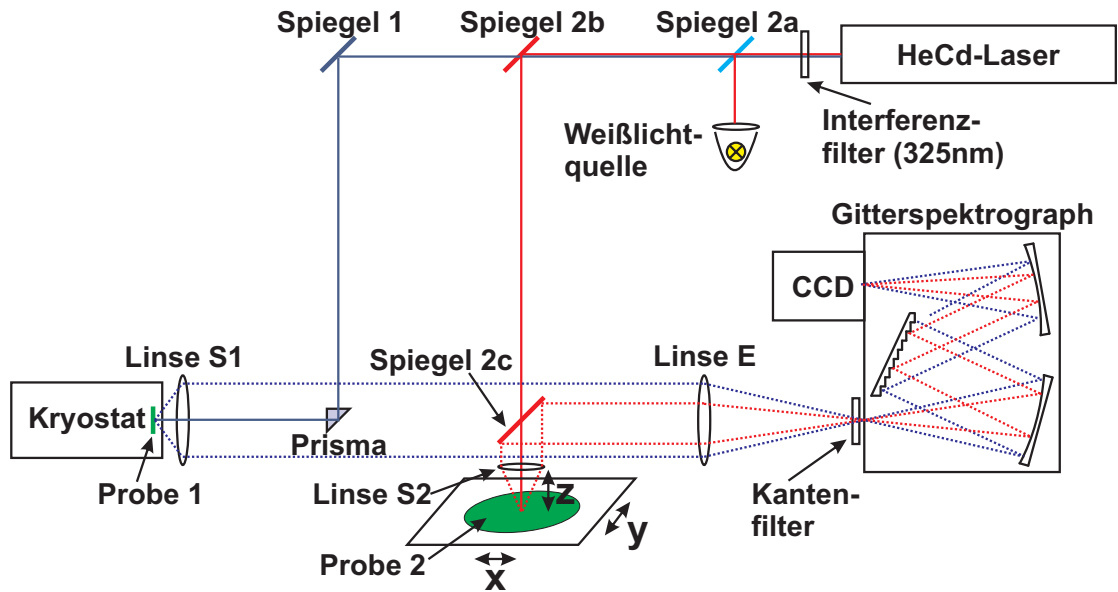 Spiegel 1
Spiegel 2b
Spiegel 2a
HeCd-Laser
Weißlicht-
quelle
Interferenz-
filter (325nm)
Gitterspektrograph
CCD
Linse S1
Spiegel 2c
Linse E
Kryostat
Prisma
Probe 1
Linse S2
z
Kanten-
filter
y
Probe 2
x